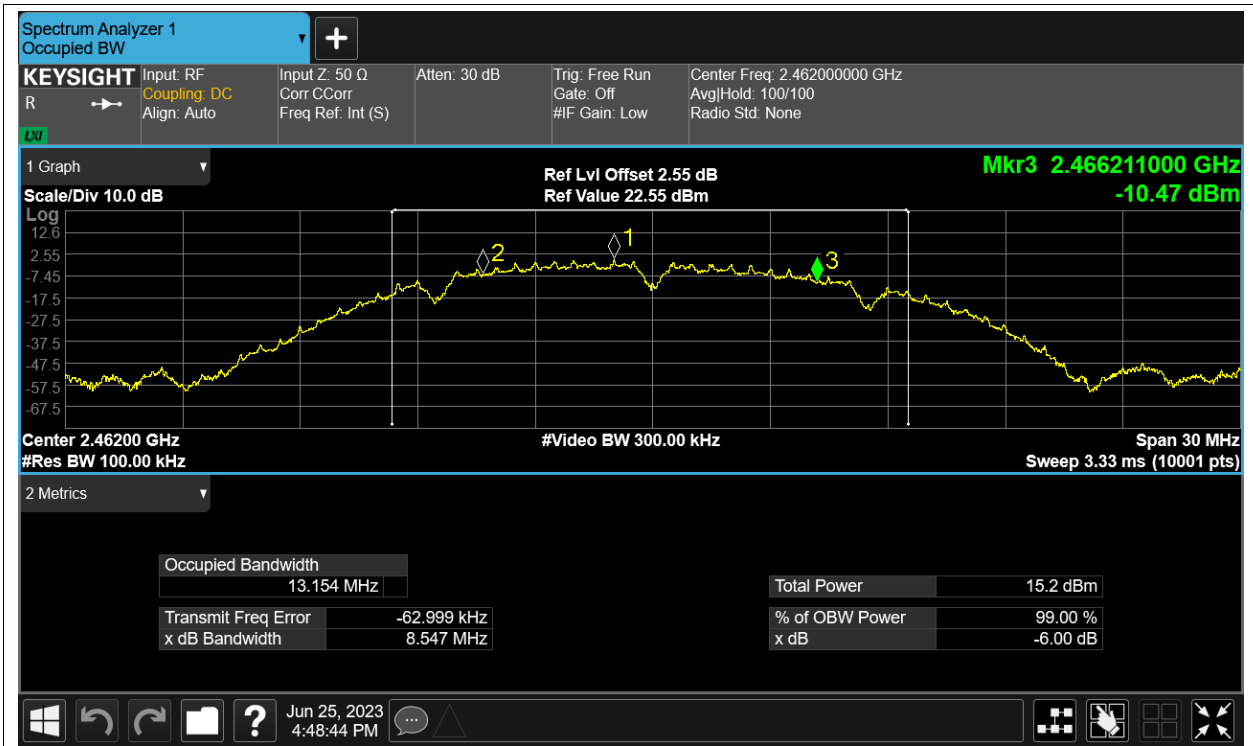 Spectrum Analyzer 1
Occupied BW
KEYSIGHT
R
LXI
Input: RF
Coupling: DC
Align: Auto
Input Z: 50 Ω
Corr CCorr
Freq Ref: Int (S)
Atten: 30 dB
Trig: Free Run
Gate: Off
#IF Gain: Low
Center Freq: 2.462000000 GHz
Avg|Hold: 100/100
Radio Std: None
1 Graph
Scale/Div 10.0 dB
Ref Lvl Offset 2.55 dB
Ref Value 22.55 dBm
Mkr3 2.466211000 GHz
-10.47 dBm
Log
12.6
2.55
-7.45
-17.5
-27.5
-37.5
-47.5
-57.5
-67.5
2
1
3
Center 2.46200 GHz
#Res BW 100.00 kHz
#Video BW 300.00 kHz
Span 30 MHz
Sweep 3.33 ms (10001 pts)
2 Metrics
Occupied Bandwidth
13.154 MHz
Transmit Freq Error -62.999 kHz
x dB Bandwidth 8.547 MHz
Total Power 15.2 dBm
% of OBW Power 99.00 %
x dB -6.00 dB
?
Jun 25, 2023
4:48:44 PM